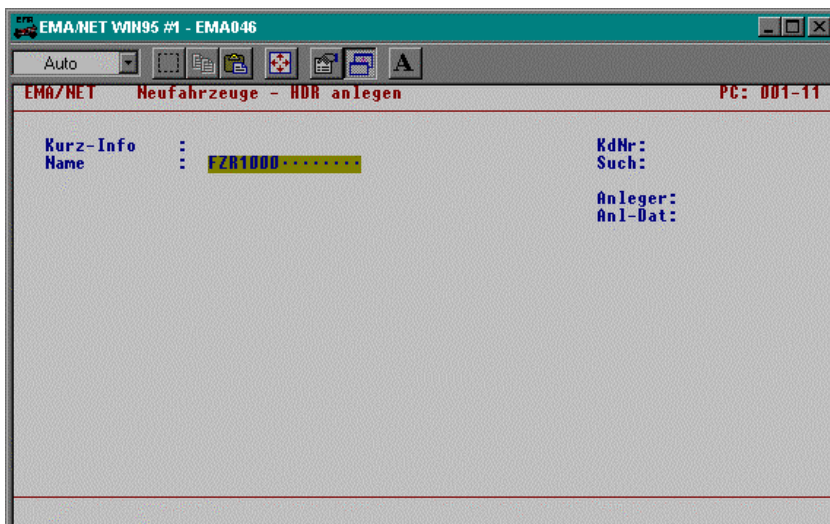 EMA/NET WIN95 #1 - EMA046
Auto
A
EMA/NET Neufahrzeuge - HDR anlegen PC: 001-11
Kurz-Info : KdNr:
Name : FZR1000········ Such:
Anleger:
Anl-Dat: